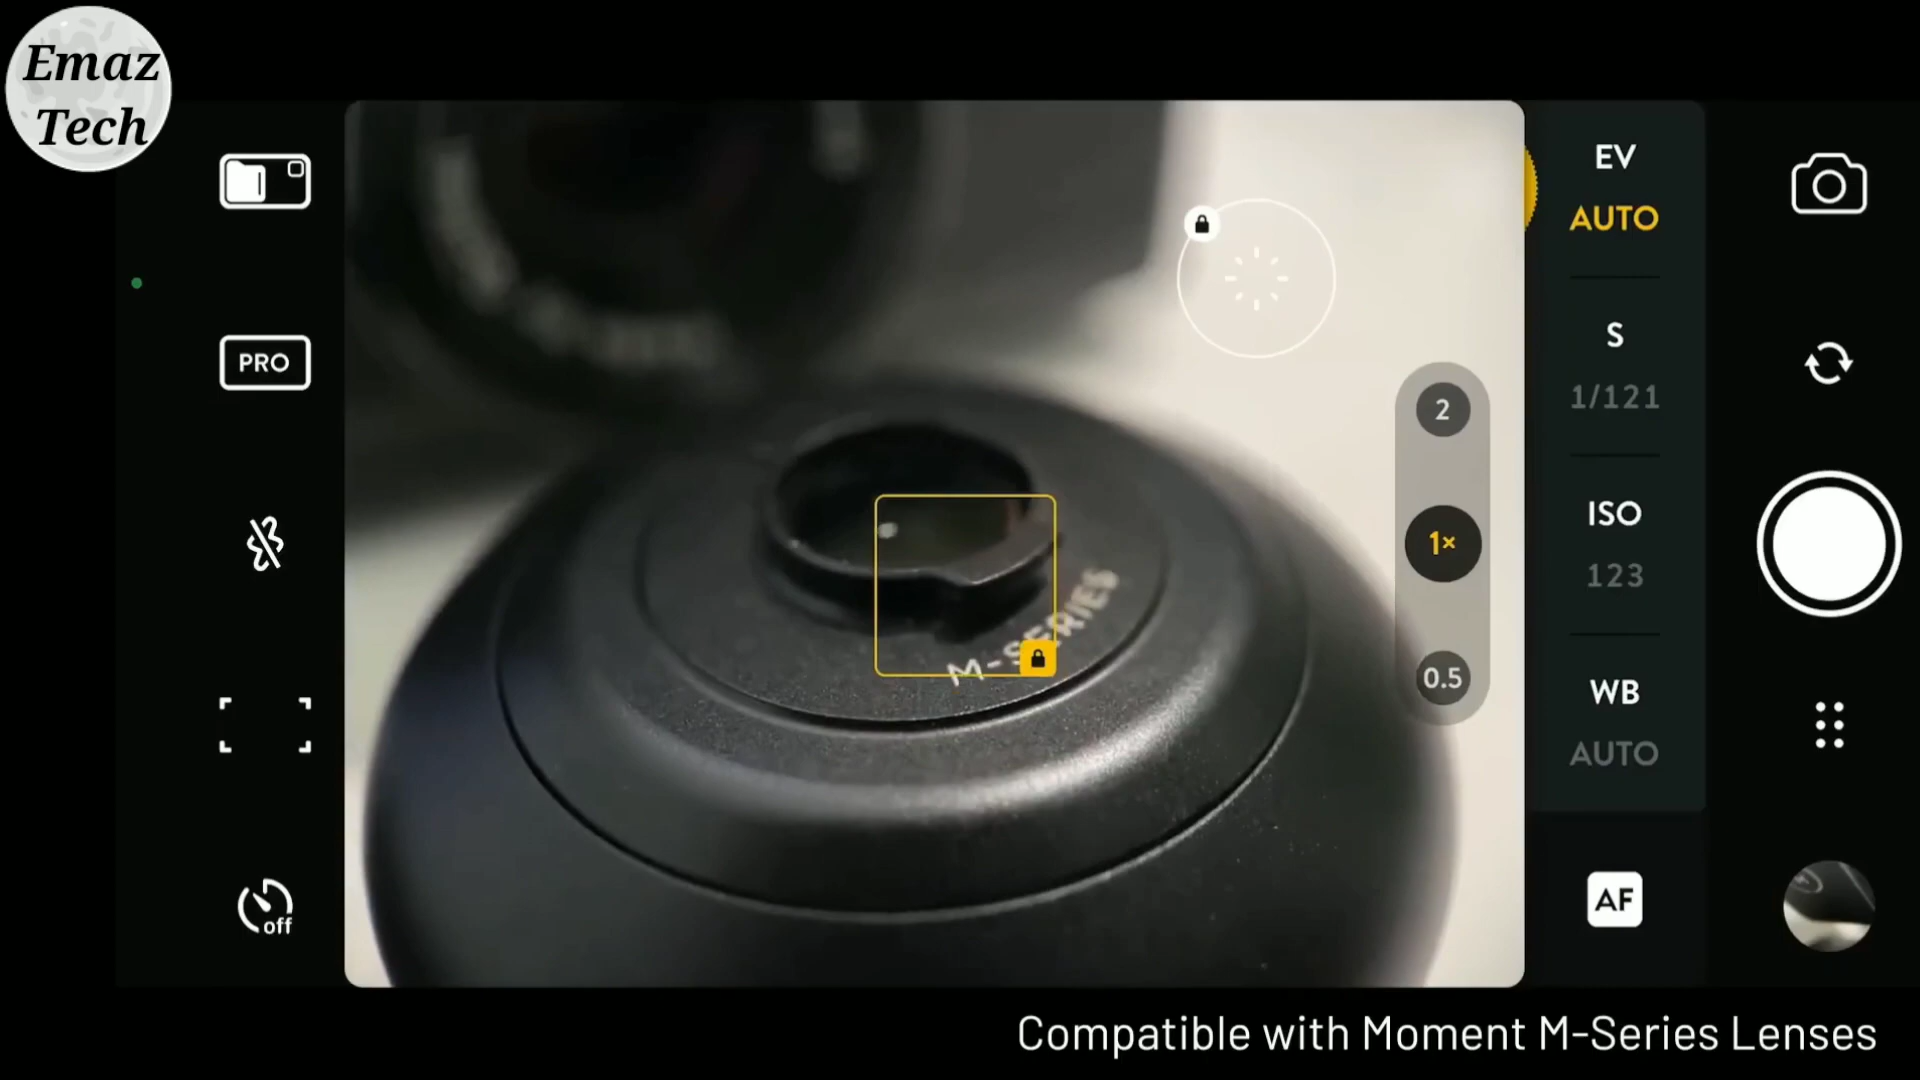 Emaz
Tech
PRO
off
M-SERIES
2
1×
0.5
EV
AUTO
S
1/121
ISO
123
WB
AUTO
AF
Compatible with Moment M-Series Lenses